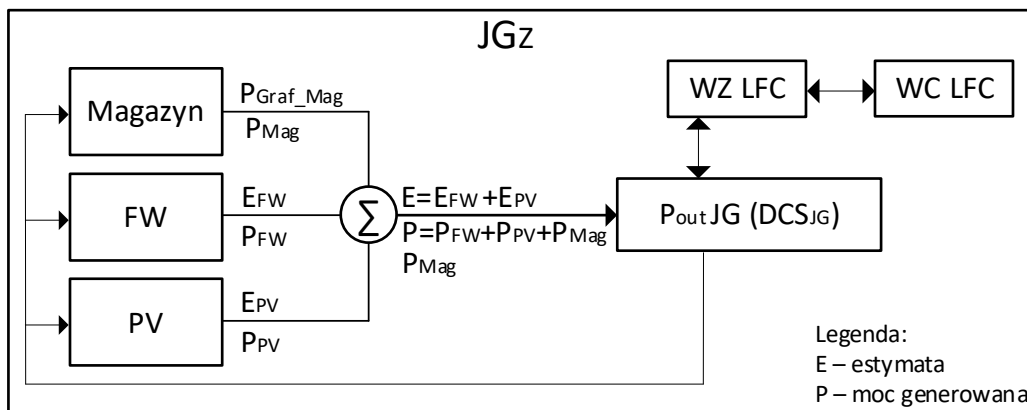 JGz
Magazyn
PGraf_Mag
PMag
WZ LFC
WC LFC
FW
EFW
PFW
∑
E=EFW+EPV
P=PFW+PPV+PMag
PMag
Pout JG (DCSJG)
PV
EPV
PPV
Legenda:
E – estymata
P – moc generowana